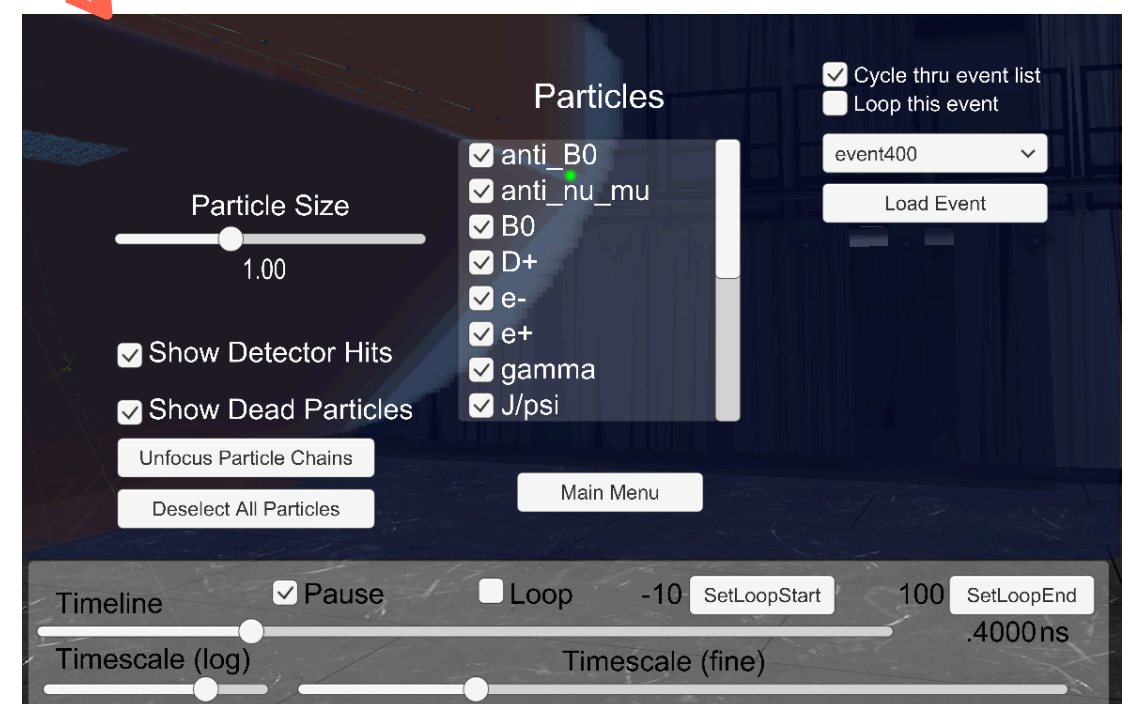 Particles
Cycle thru event list
Loop this event
event400
Load Event
anti_B0
anti_nu_mu
B0
D+
e-
e+
gamma
J/psi
Particle Size
1.00
Show Detector Hits
Show Dead Particles
Unfocus Particle Chains
Deselect All Particles
Main Menu
Timeline
Pause
Loop
-10
SetLoopStart
100
SetLoopEnd
.4000ns
Timescale (log)
Timescale (fine)